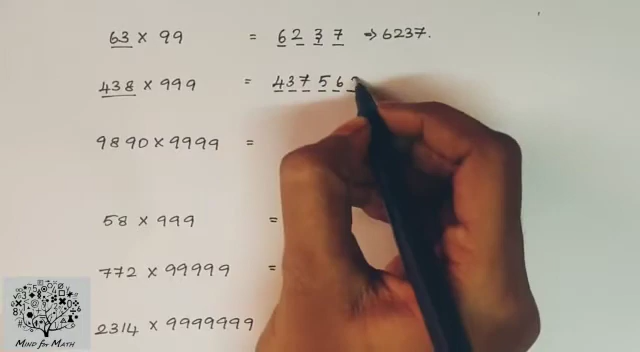 63 × 99 = 6 2 3 7 → 6237.
438 × 999 = 4 3 7 5 6 2
9890 × 9999 =
58 × 999 =
772 × 99999 =
2314 × 9999999
MIND for MATH